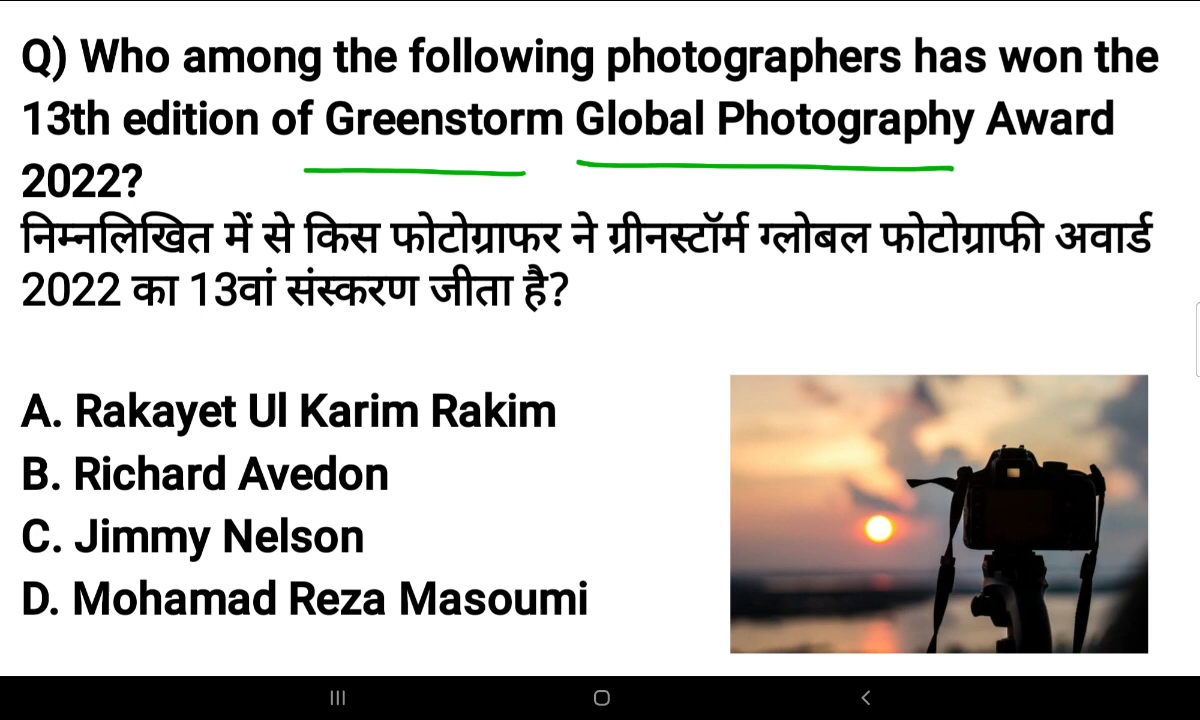 Q) Who among the following photographers has won the
13th edition of Greenstorm Global Photography Award
2022?
निम्नलिखित में से किस फोटोग्राफर ने ग्रीनस्टॉर्म ग्लोबल फोटोग्राफी अवार्ड
2022 का 13वां संस्करण जीता है?
A. Rakayet Ul Karim Rakim
B. Richard Avedon
C. Jimmy Nelson
D. Mohamad Reza Masoumi